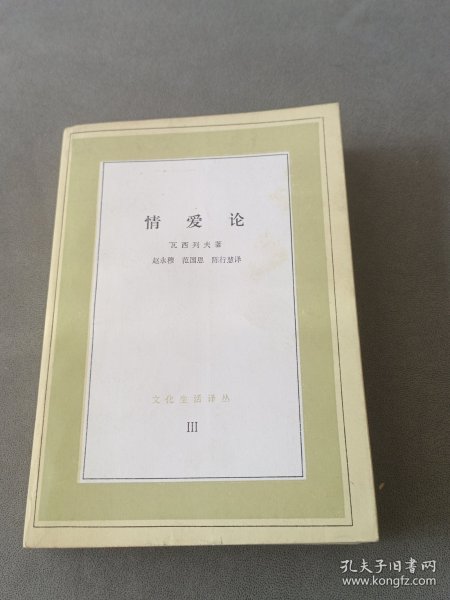 情爱论
瓦西列夫著
赵永穆 范国恩 陈行慧译
文化生活译丛
III
孔夫子旧书网
www.kongfz.com